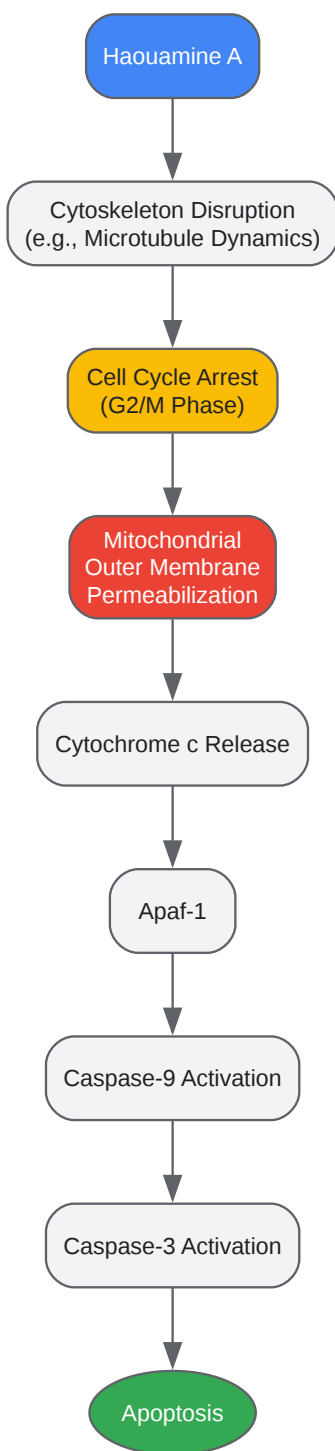 Haouamine A
Cytoskeleton Disruption
(e.g., Microtubule Dynamics)
Cell Cycle Arrest
(G2/M Phase)
Mitochondrial
Outer Membrane
Permeabilization
Cytochrome c Release
Apaf-1
Caspase-9 Activation
Caspase-3 Activation
Apoptosis